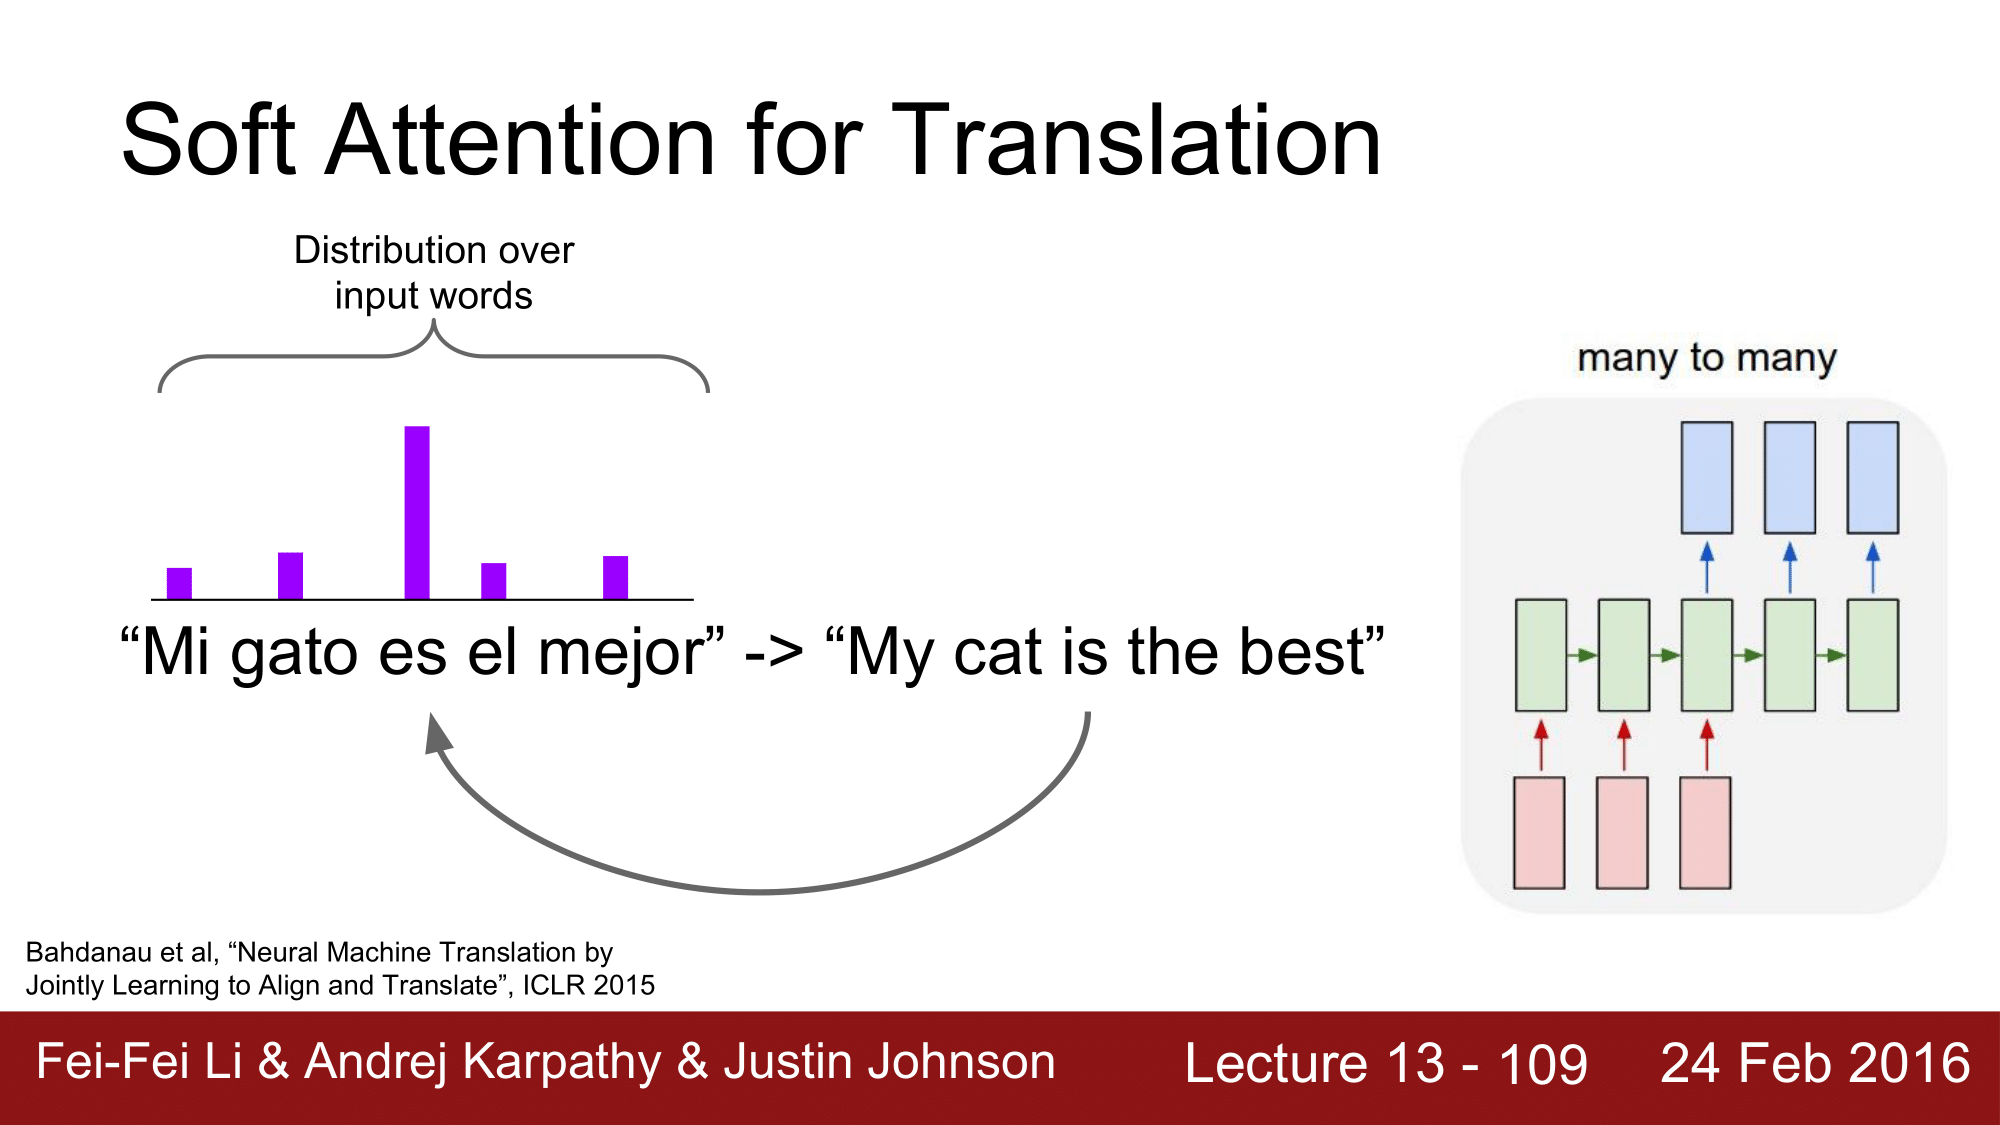 Soft Attention for Translation
Distribution over
input words
many to many
“Mi gato es el mejor” -> “My cat is the best”
Bahdanau et al, “Neural Machine Translation by
Jointly Learning to Align and Translate”, ICLR 2015
Fei-Fei Li & Andrej Karpathy & Justin Johnson
Lecture 13 - 109
24 Feb 2016